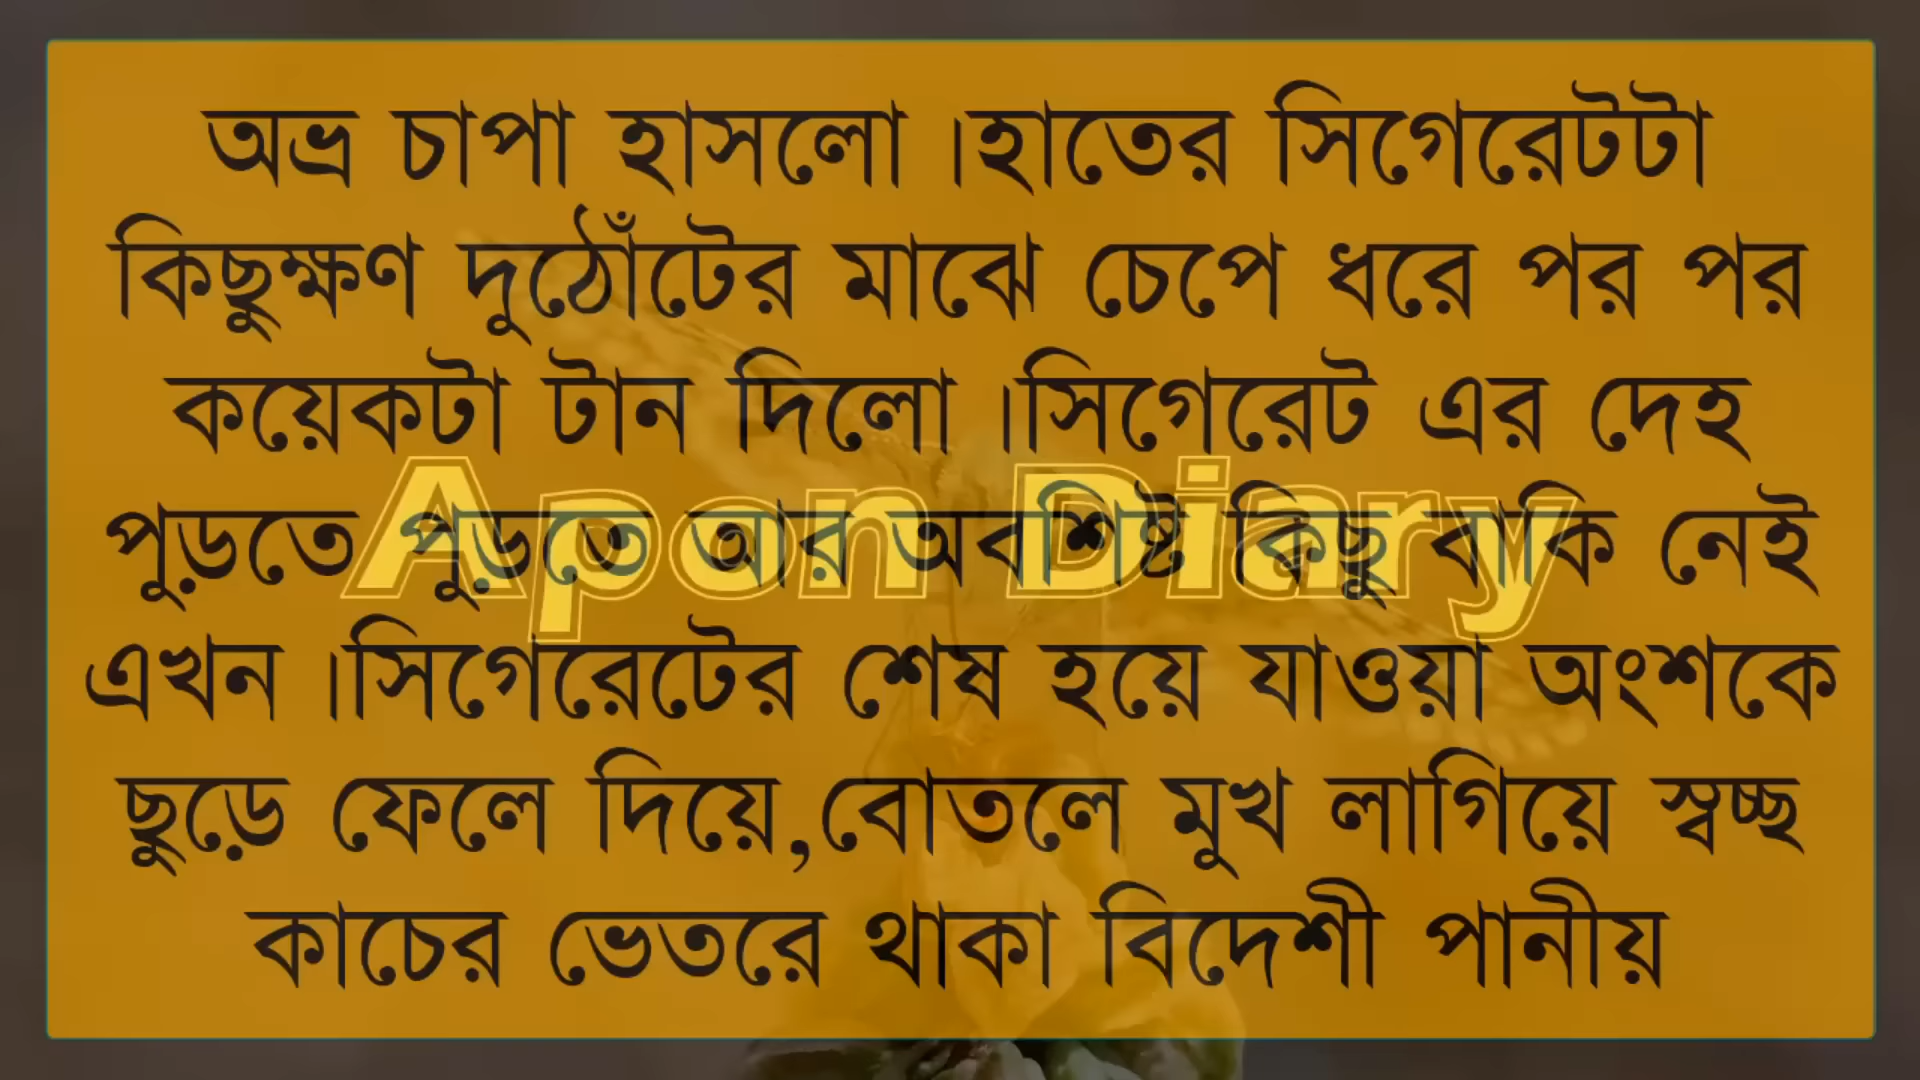 অভ্র চাপা হাসলো ।হাতের সিগেরেটটা
কিছুক্ষণ দুঠোঁটের মাঝে চেপে ধরে পর পর
কয়েকটা টান দিলো ।সিগেরেট এর দেহ
পুড়তে পুড়তে আর অবশিষ্ট কিছু বাকি নেই
Apon Diary
এখন ।সিগেরেটের শেষ হয়ে যাওয়া অংশকে
ছুড়ে ফেলে দিয়ে,বোতলে মুখ লাগিয়ে স্বচ্ছ
কাচের ভেতরে থাকা বিদেশী পানীয়